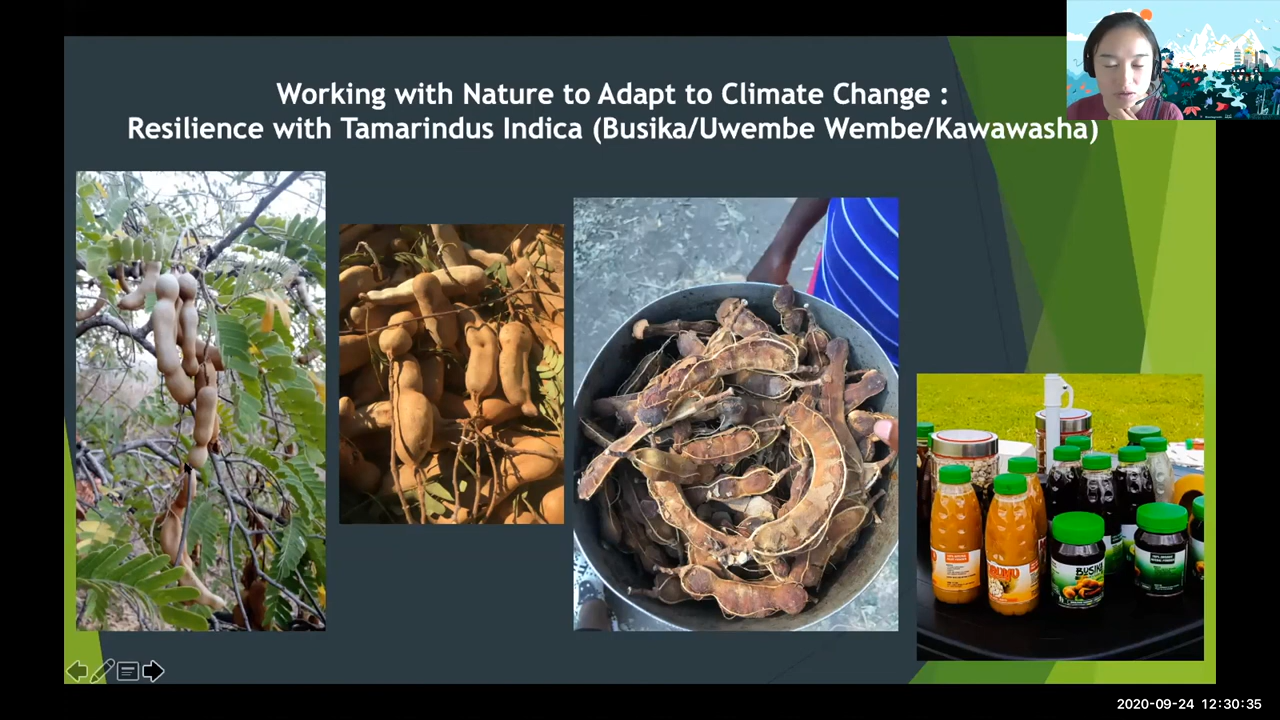 Working with Nature to Adapt to Climate Change :
Resilience with Tamarindus indica (Busika/Uwembe Wembe/Kawawasha)
BUSIKA
2020-09-24 12:30:35